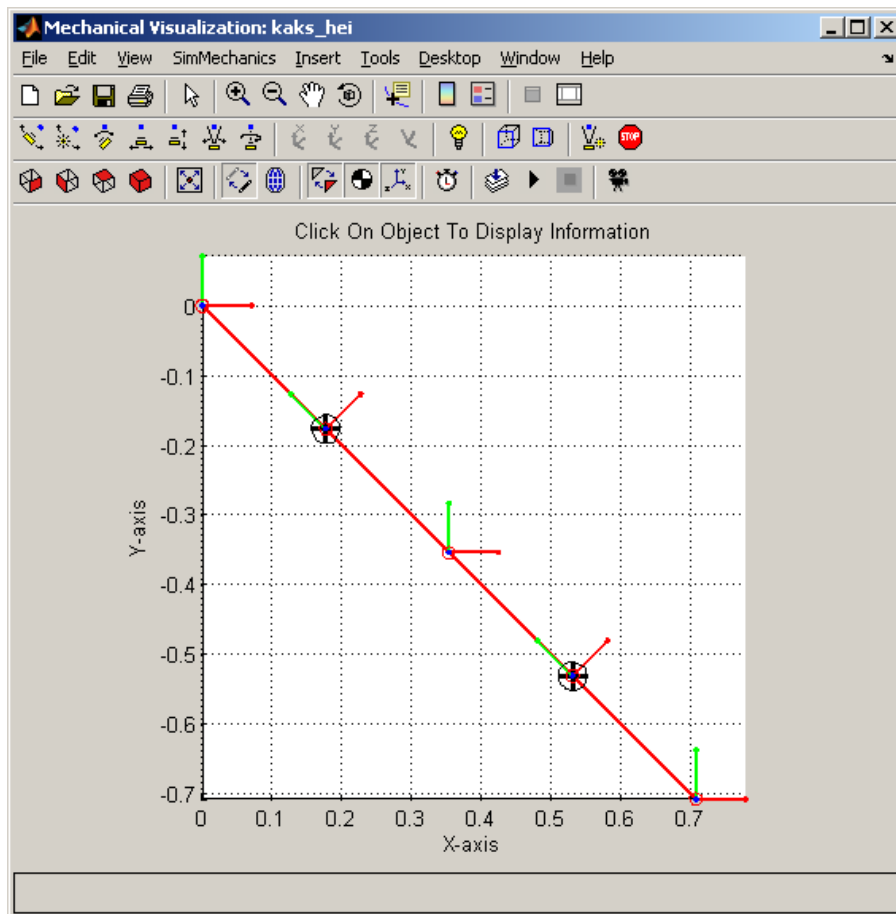 Mechanical Visualization: kaks_hei
File Edit View SimMechanics Insert Tools Desktop Window Help
STOP
Click On Object To Display Information
0
-0.1
-0.2
-0.3
-0.4
-0.5
-0.6
-0.7
Y-axis
0 0.1 0.2 0.3 0.4 0.5 0.6 0.7
X-axis